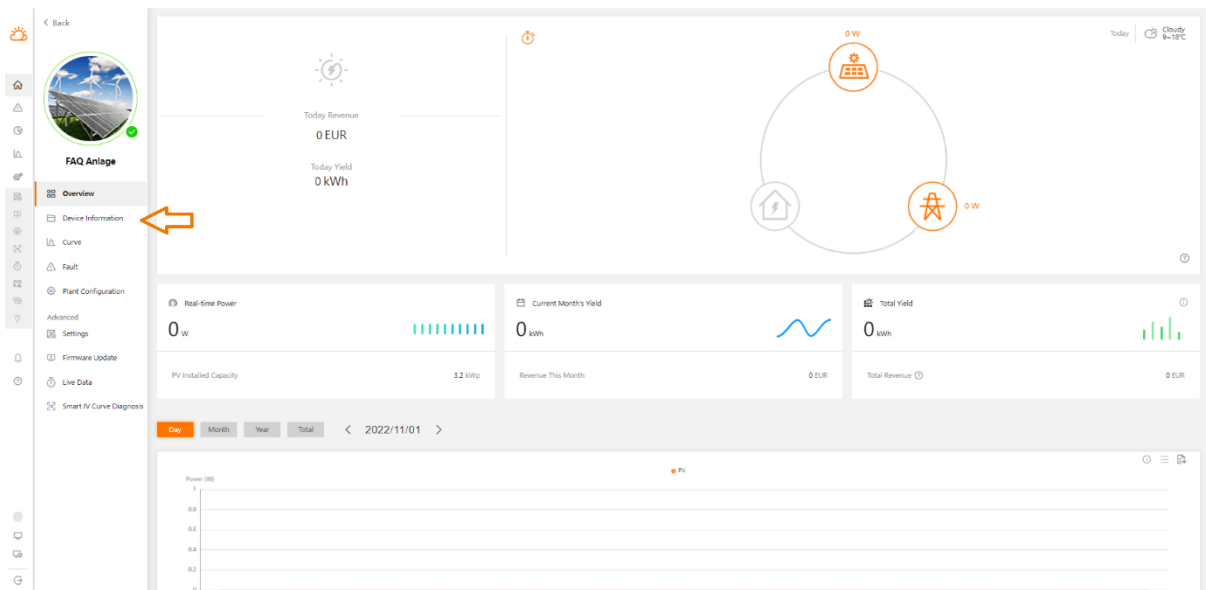 Back
FAQ Anlage
Overview
Device Information
Curve
Fault
Plant Configuration
Advanced
Settings
Firmware Update
Live Data
Smart IV Curve Diagnosis
Today Revenue
0 EUR
Today Yield
0 kWh
0 W
0 W
Today
Cloudy
9~18°C
Real-time Power
0 W
PV Installed Capacity 3.2 kWp
Current Month's Yield
0 kWh
Revenue This Month 0 EUR
Total Yield
0 kWh
Total Revenue 0 EUR
Day Month Year Total < 2022/11/01 >
PV
Power (W)
1
0.8
0.6
0.4
0.2
0